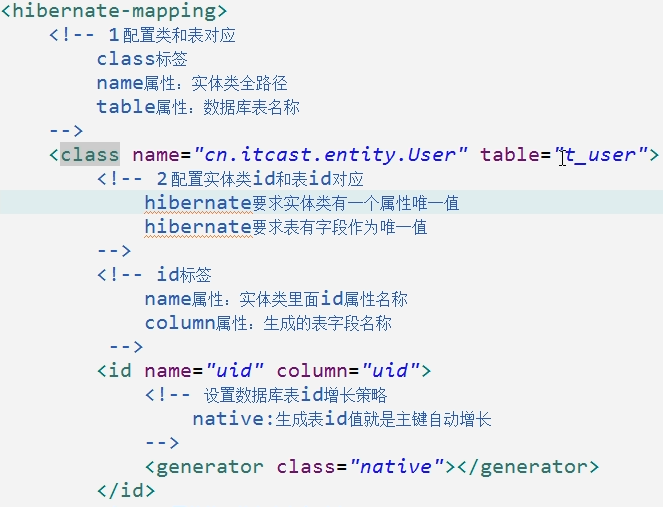 <hibernate-mapping>
<!-- 1配置类和表对应
class标签
name属性：实体类全路径
table属性：数据库表名称
-->
<class name="cn.itcast.entity.User" table="t_user">
<!-- 2配置实体类id和表id对应
hibernate要求实体类有一个属性唯一值
hibernate要求表有字段作为唯一值
-->
<!-- id标签
name属性：实体类里面id属性名称
column属性：生成的表字段名称
-->
<id name="uid" column="uid">
<!-- 设置数据库表id增长策略
native:生成表id值就是主键自动增长
-->
<generator class="native"></generator>
</id>